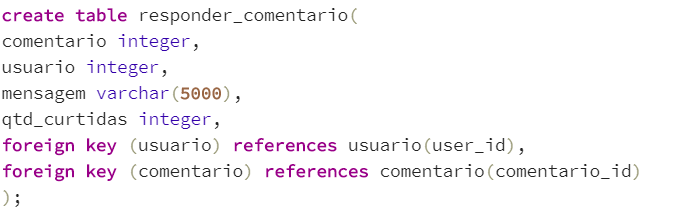 create table responder_comentario(
comentario integer,
usuario integer,
mensagem varchar(5000),
qtd_curtidas integer,
foreign key (usuario) references usuario(user_id),
foreign key (comentario) references comentario(comentario_id)
);